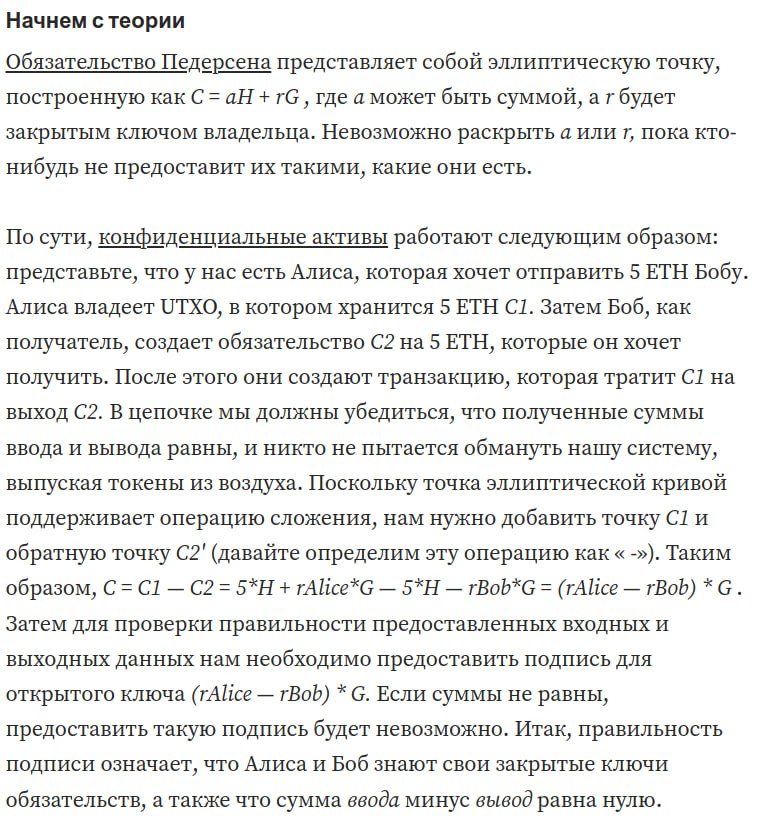 Начнем с теории
Обязательство Педерсена представляет собой эллиптическую точку,
построенную как C = aH + rG , где a может быть суммой, а r будет
закрытым ключом владельца. Невозможно раскрыть a или r, пока кто-
нибудь не предоставит их такими, какие они есть.
По сути, конфиденциальные активы работают следующим образом:
представьте, что у нас есть Алиса, которая хочет отправить 5 ETH Бобу.
Алиса владеет UTXO, в котором хранится 5 ETH C1. Затем Боб, как
получатель, создает обязательство C2 на 5 ETH, которые он хочет
получить. После этого они создают транзакцию, которая тратит C1 на
выход C2. В цепочке мы должны убедиться, что полученные суммы
ввода и вывода равны, и никто не пытается обмануть нашу систему,
выпуская токены из воздуха. Поскольку точка эллиптической кривой
поддерживает операцию сложения, нам нужно добавить точку C1 и
обратную точку C2' (давайте определим эту операцию как « -»). Таким
образом, C = C1 — C2 = 5*H + rAlice*G — 5*H — rBob*G = (rAlice — rBob) * G .
Затем для проверки правильности предоставленных входных и
выходных данных нам необходимо предоставить подпись для
открытого ключа (rAlice — rBob) * G. Если суммы не равны,
предоставить такую подпись будет невозможно. Итак, правильность
подписи означает, что Алиса и Боб знают свои закрытые ключи
обязательств, а также что сумма ввода минус вывод равна нулю.